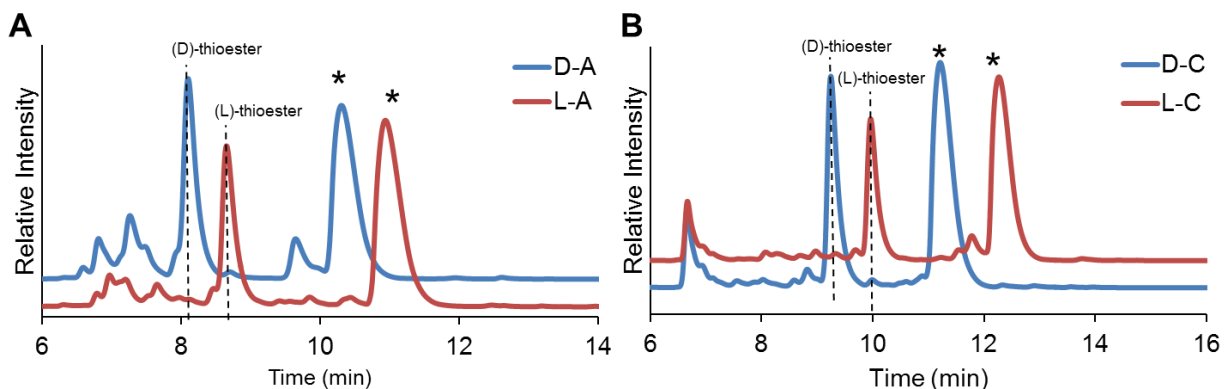 A
(D)-thioester
(L)-thioester
*
*
D-A
L-A
Relative Intensity
6
8
10
12
14
Time (min)
B
(D)-thioester
(L)-thioester
*
*
D-C
L-C
Relative Intensity
6
8
10
12
14
16
Time (min)